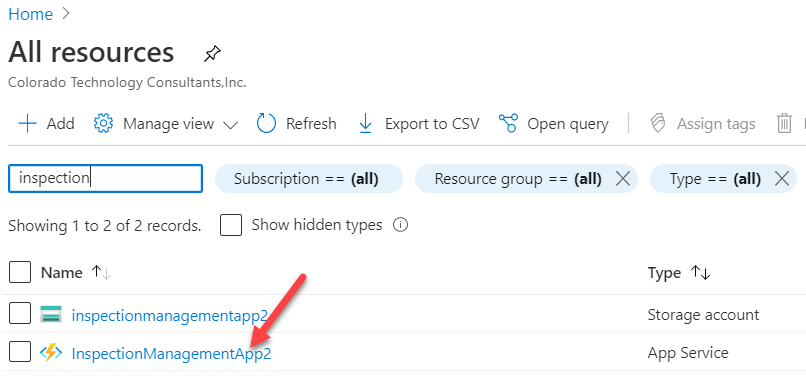 Home >
All resources
Colorado Technology Consultants,Inc.
Add Manage view Refresh Export to CSV Open query Assign tags
inspection Subscription == (all) Resource group == (all) Type == (all)
Showing 1 to 2 of 2 records. Show hidden types
Name ↑↓ Type ↑↓
inspectionmanagementapp2 Storage account
InspectionManagementApp2 App Service